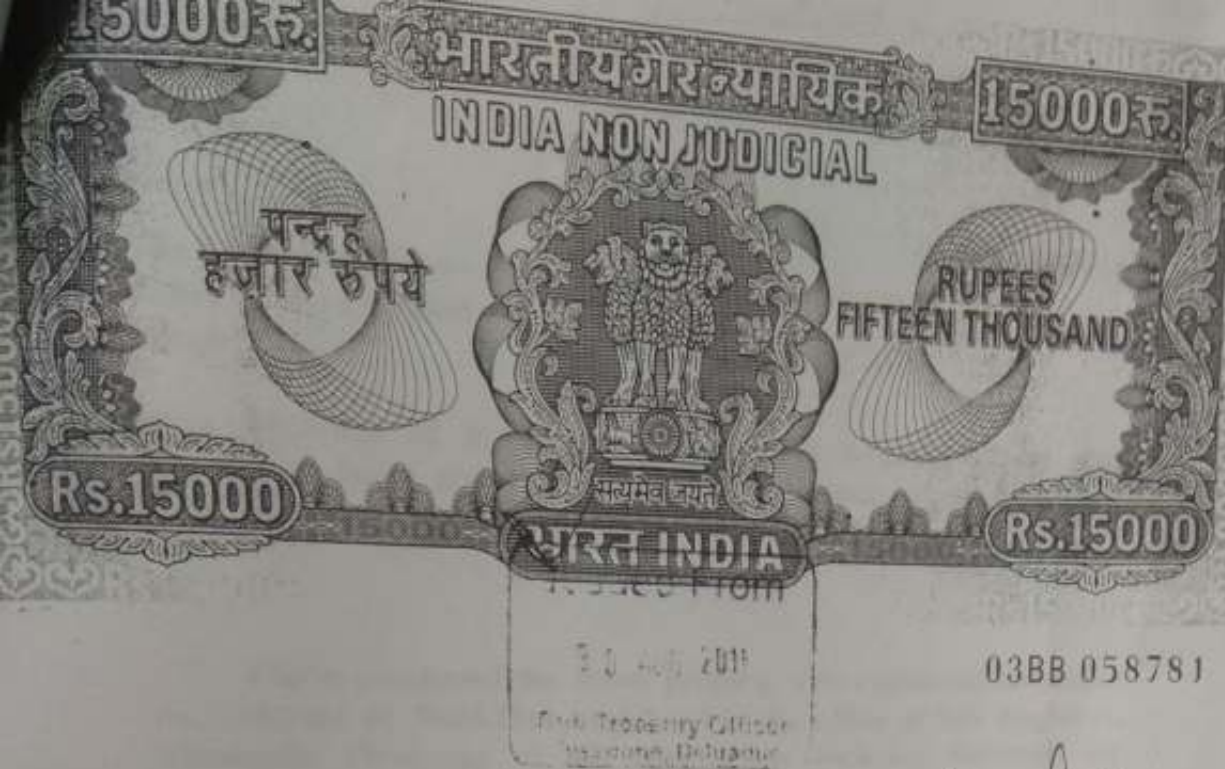 15000रु.
भारतीय गैर न्यायिक
15000रु.
INDIA NON JUDICIAL
पन्द्रह
हज़ार रुपये
RUPEES
FIFTEEN THOUSAND
सत्यमेव जयते
Rs.15000
भारत INDIA
Rs.15000
From
03BB 058781